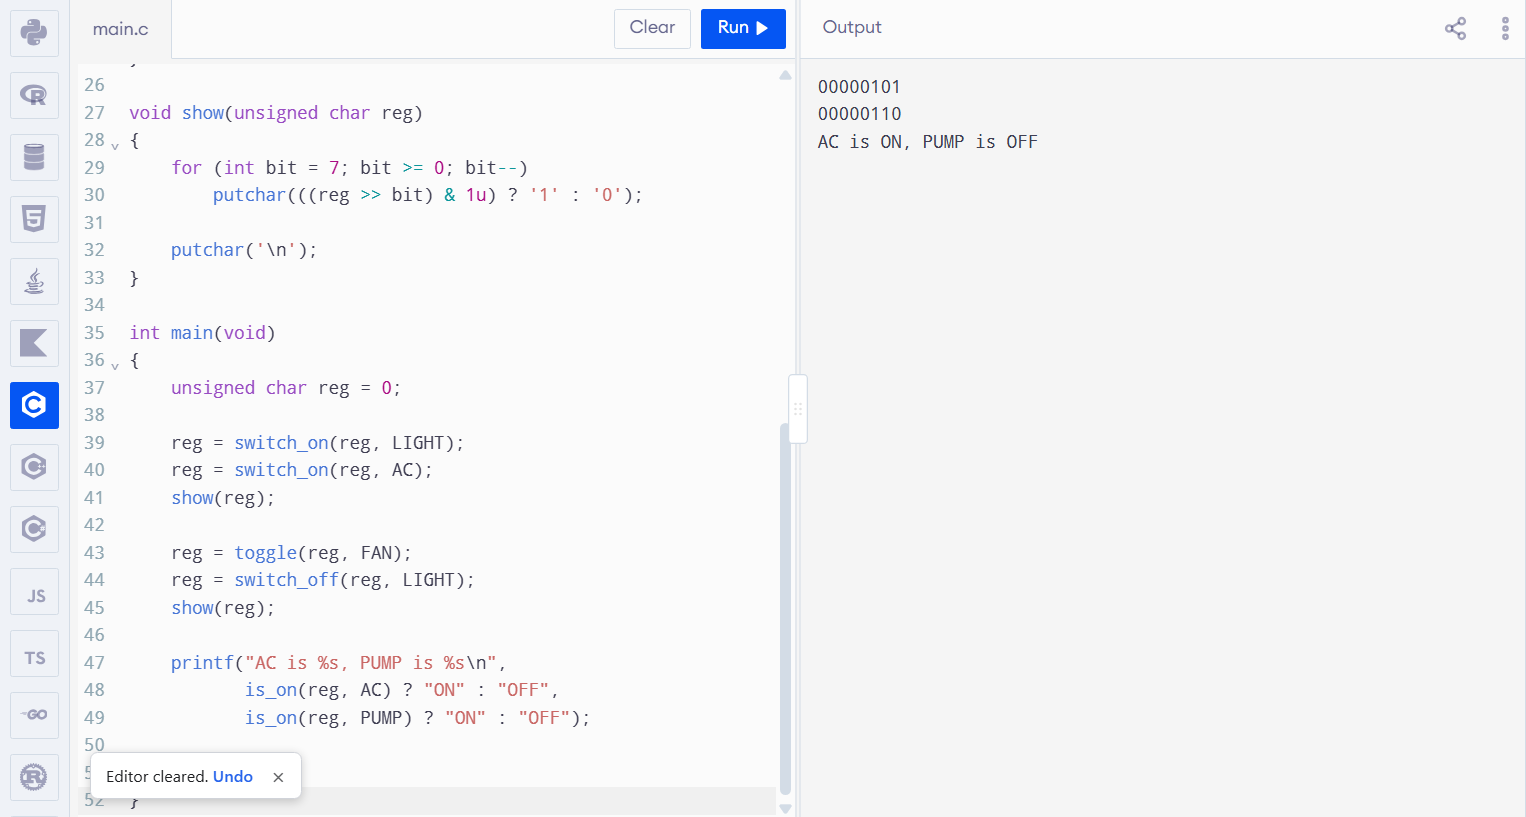 main.c
Clear
Run
Output
26
27 void show(unsigned char reg)
28 {
29     for (int bit = 7; bit >= 0; bit--)
30         putchar(((reg >> bit) & 1u) ? '1' : '0');
31
32     putchar('\n');
33 }
34
35 int main(void)
36 {
37     unsigned char reg = 0;
38
39     reg = switch_on(reg, LIGHT);
40     reg = switch_on(reg, AC);
41     show(reg);
42
43     reg = toggle(reg, FAN);
44     reg = switch_off(reg, LIGHT);
45     show(reg);
46
47     printf("AC is %s, PUMP is %s\n",
48            is_on(reg, AC) ? "ON" : "OFF",
49            is_on(reg, PUMP) ? "ON" : "OFF");
50
52 }
Editor cleared. Undo ×
00000101
00000110
AC is ON, PUMP is OFF
R
5
C
C
C
JS
TS
GO
R